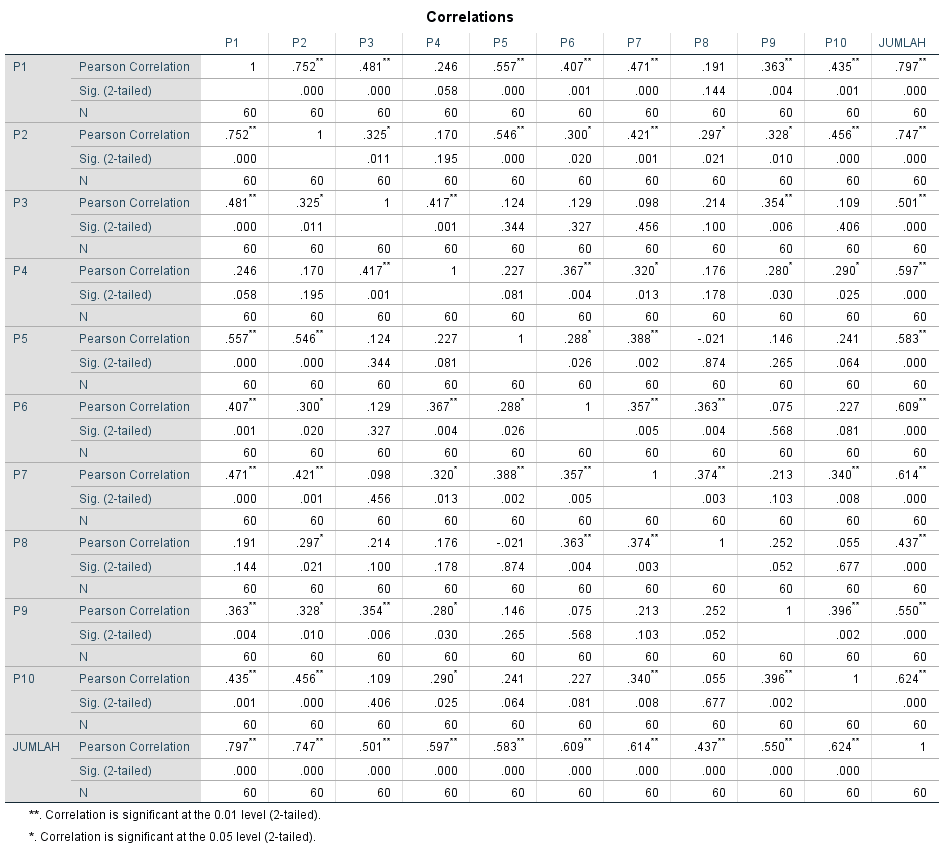 Correlations
P1 P2 P3 P4 P5 P6 P7 P8 P9 P10 JUMLAH
P1 Pearson Correlation 1 .752** .481** .246 .557** .407** .471** .191 .363** .435** .797**
Sig. (2-tailed) .000 .000 .058 .000 .001 .000 .144 .004 .001 .000
N 60 60 60 60 60 60 60 60 60 60 60
P2 Pearson Correlation .752** 1 .325* .170 .546** .300* .421** .297* .328* .456** .747**
Sig. (2-tailed) .000 .011 .195 .000 .020 .001 .021 .010 .000 .000
N 60 60 60 60 60 60 60 60 60 60 60
P3 Pearson Correlation .481** .325* 1 .417** .124 .129 .098 .214 .354** .109 .501**
Sig. (2-tailed) .000 .011 .001 .344 .327 .456 .100 .006 .406 .000
N 60 60 60 60 60 60 60 60 60 60 60
P4 Pearson Correlation .246 .170 .417** 1 .227 .367** .320* .176 .280* .290* .597**
Sig. (2-tailed) .058 .195 .001 .081 .004 .013 .178 .030 .025 .000
N 60 60 60 60 60 60 60 60 60 60 60
P5 Pearson Correlation .557** .546** .124 .227 1 .288* .388** -.021 .146 .241 .583**
Sig. (2-tailed) .000 .000 .344 .081 .026 .002 .874 .265 .064 .000
N 60 60 60 60 60 60 60 60 60 60 60
P6 Pearson Correlation .407** .300* .129 .367** .288* 1 .357** .363** .075 .227 .609**
Sig. (2-tailed) .001 .020 .327 .004 .026 .005 .004 .568 .081 .000
N 60 60 60 60 60 60 60 60 60 60 60
P7 Pearson Correlation .471** .421** .098 .320* .388** .357** 1 .374** .213 .340** .614**
Sig. (2-tailed) .000 .001 .456 .013 .002 .005 .003 .103 .008 .000
N 60 60 60 60 60 60 60 60 60 60 60
P8 Pearson Correlation .191 .297* .214 .176 -.021 .363** .374** 1 .252 .055 .437**
Sig. (2-tailed) .144 .021 .100 .178 .874 .004 .003 .052 .677 .000
N 60 60 60 60 60 60 60 60 60 60 60
P9 Pearson Correlation .363** .328* .354** .280* .146 .075 .213 .252 1 .396** .550**
Sig. (2-tailed) .004 .010 .006 .030 .265 .568 .103 .052 .002 .000
N 60 60 60 60 60 60 60 60 60 60 60
P10 Pearson Correlation .435** .456** .109 .290* .241 .227 .340** .055 .396** 1 .624**
Sig. (2-tailed) .001 .000 .406 .025 .064 .081 .008 .677 .002 .000
N 60 60 60 60 60 60 60 60 60 60 60
JUMLAH Pearson Correlation .797** .747** .501** .597** .583** .609** .614** .437** .550** .624** 1
Sig. (2-tailed) .000 .000 .000 .000 .000 .000 .000 .000 .000 .000
N 60 60 60 60 60 60 60 60 60 60 60
**. Correlation is significant at the 0.01 level (2-tailed).
*. Correlation is significant at the 0.05 level (2-tailed).